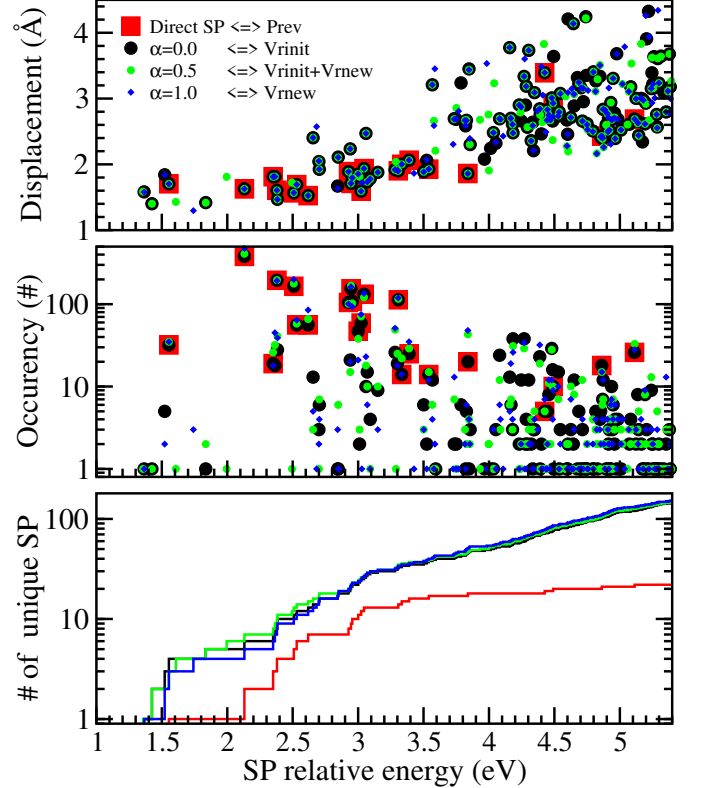 Displacement (Å)
4
3
2
1
Direct SP <=> Prev
α=0.0 <=> Vrinit
α=0.5 <=> Vrinit+Vrnew
α=1.0 <=> Vrnew
Occurency (#)
100
10
1
# of unique SP
100
10
1
1 1.5 2 2.5 3 3.5 4 4.5 5
SP relative energy (eV)